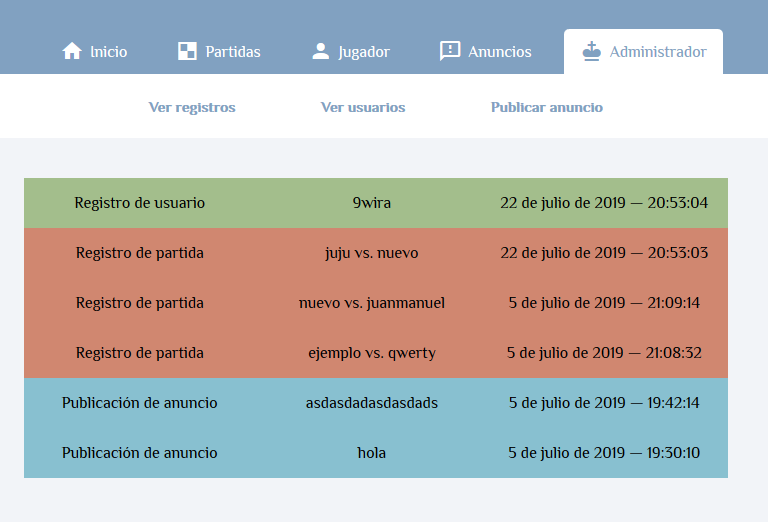 Inicio Partidas Jugador Anuncios Administrador
Ver registros Ver usuarios Publicar anuncio
Registro de usuario 9wira 22 de julio de 2019 — 20:53:04
Registro de partida juju vs. nuevo 22 de julio de 2019 — 20:53:03
Registro de partida nuevo vs. juanmanuel 5 de julio de 2019 — 21:09:14
Registro de partida ejemplo vs. qwerty 5 de julio de 2019 — 21:08:32
Publicación de anuncio asdasdadasdasdads 5 de julio de 2019 — 19:42:14
Publicación de anuncio hola 5 de julio de 2019 — 19:30:10